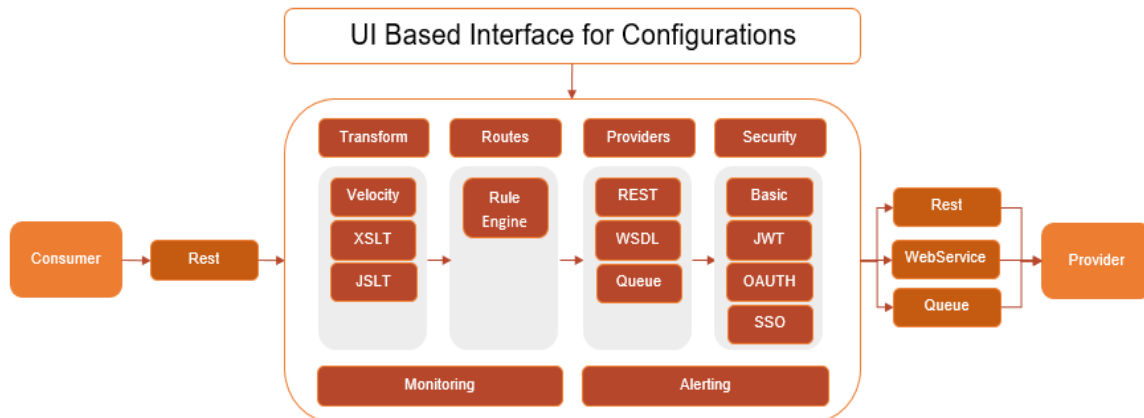 UI Based Interface for Configurations
Transform
Routes
Providers
Security
Velocity
XSLT
JSLT
Rule
Engine
REST
WSDL
Queue
Basic
JWT
OAUTH
SSO
Monitoring
Alerting
Consumer
Rest
Rest
WebService
Queue
Provider